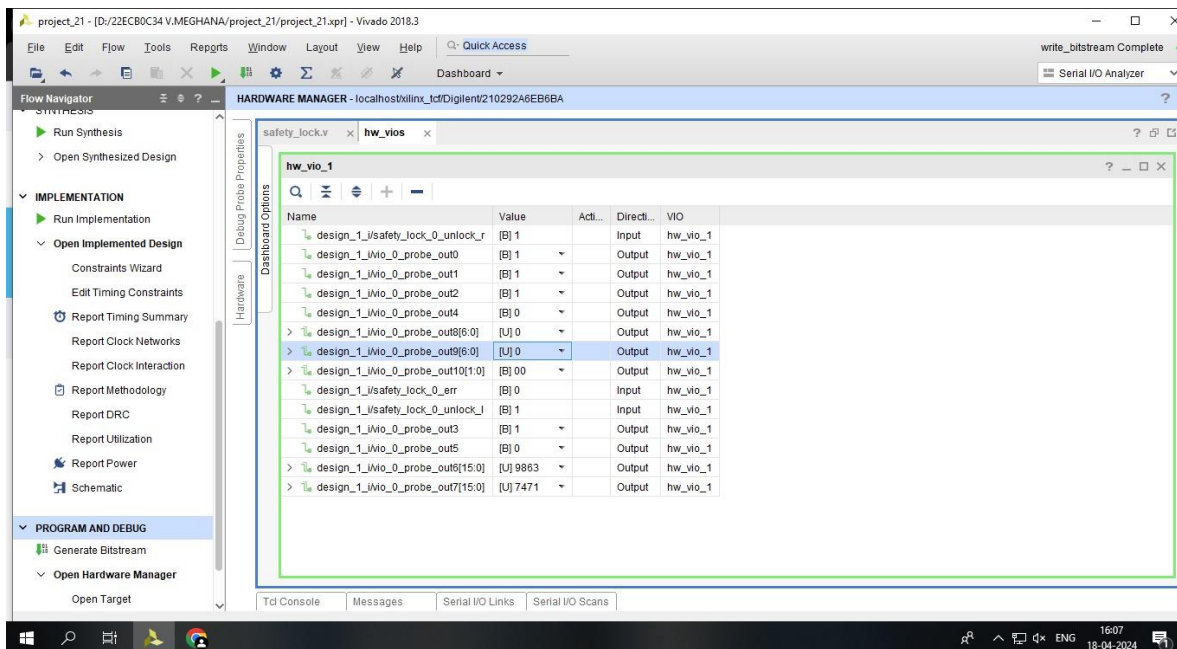 project_21 - [D:/22ECB0C34 V.MEGHANA/project_21/project_21.xpr] - Vivado 2018.3
File Edit Flow Tools Reports Window Layout View Help Q- Quick Access write_bitstream Complete
Dashboard Serial I/O Analyzer
Flow Navigator ? HARDWARE MANAGER - localhost/xilinx_tcf/Digilent/210292A6EB6BA ?
SYNTHESIS
Run Synthesis
Open Synthesized Design
IMPLEMENTATION
Run Implementation
Open Implemented Design
Constraints Wizard
Edit Timing Constraints
Report Timing Summary
Report Clock Networks
Report Clock Interaction
Report Methodology
Report DRC
Report Utilization
Report Power
Schematic
PROGRAM AND DEBUG
Generate Bitstream
Open Hardware Manager
Open Target
Debug Probe Properties
Hardware
Dashboard Options
safety_lock.v hw_vios ?
hw_vio_1 ?
Name Value Acti... Directi... VIO
design_1_i/safety_lock_0_unlock_r [B] 1 Input hw_vio_1
design_1_i/vio_0_probe_out0 [B] 1 Output hw_vio_1
design_1_i/vio_0_probe_out1 [B] 1 Output hw_vio_1
design_1_i/vio_0_probe_out2 [B] 1 Output hw_vio_1
design_1_i/vio_0_probe_out4 [B] 0 Output hw_vio_1
design_1_i/vio_0_probe_out8[6:0] [U] 0 Output hw_vio_1
design_1_i/vio_0_probe_out9[6:0] [U] 0 Output hw_vio_1
design_1_i/vio_0_probe_out10[1:0] [B] 00 Output hw_vio_1
design_1_i/safety_lock_0_err [B] 0 Input hw_vio_1
design_1_i/safety_lock_0_unlock_l [B] 1 Input hw_vio_1
design_1_i/vio_0_probe_out3 [B] 1 Output hw_vio_1
design_1_i/vio_0_probe_out5 [B] 0 Output hw_vio_1
design_1_i/vio_0_probe_out6[15:0] [U] 9863 Output hw_vio_1
design_1_i/vio_0_probe_out7[15:0] [U] 7471 Output hw_vio_1
Tcl Console Messages Serial I/O Links Serial I/O Scans
ENG 16:07
18-04-2024